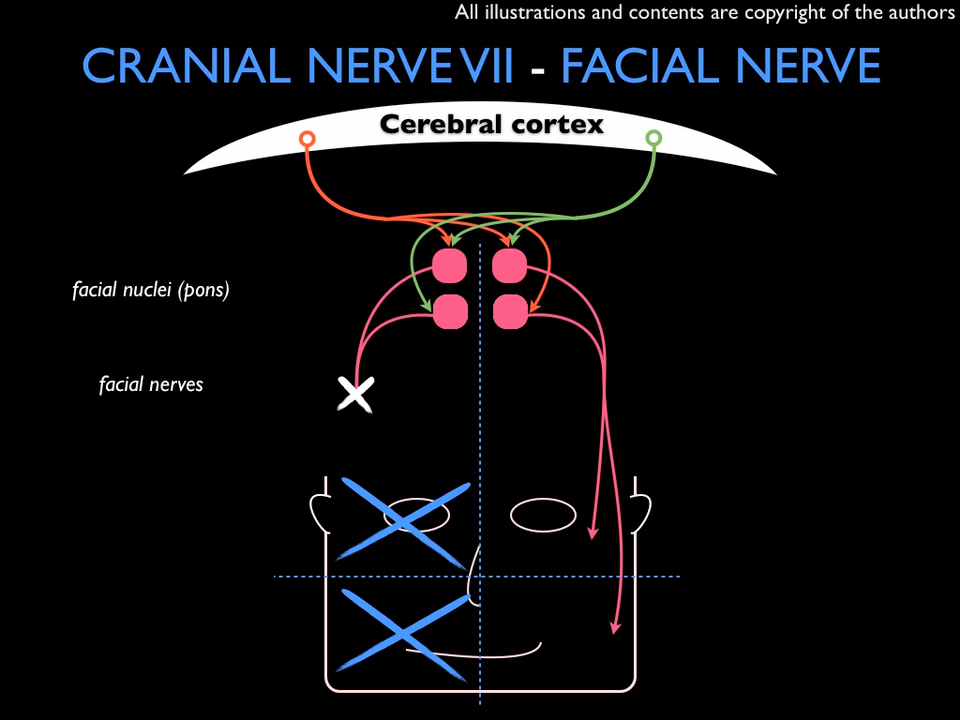 All illustrations and contents are copyright of the authors
CRANIAL NERVE VII - FACIAL NERVE
Cerebral cortex
facial nuclei (pons)
facial nerves